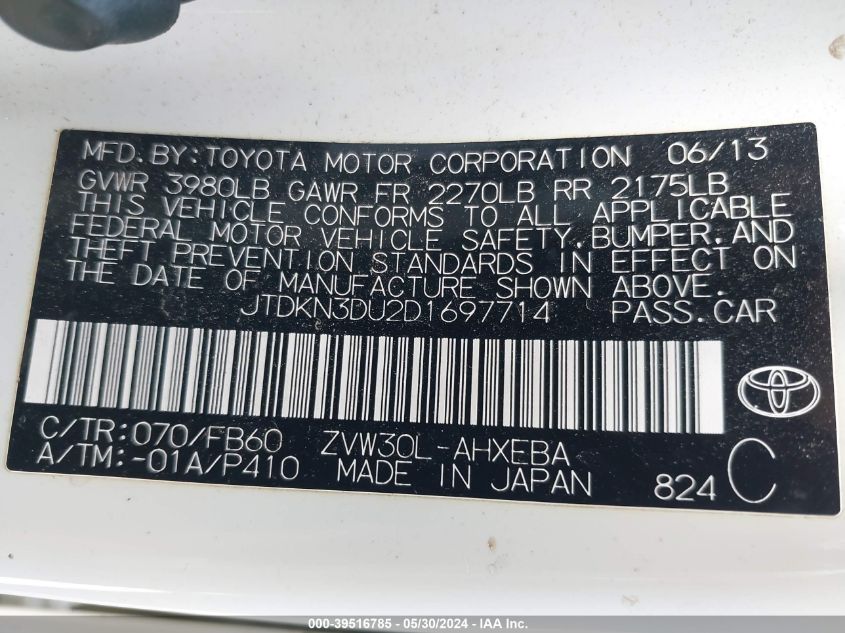 MFD.BY:TOYOTA MOTOR CORPORATION 06/13
GVWR 3980LB GAWR FR 2270LB RR 2175LB
THIS VEHICLE CONFORMS TO ALL APPLICABLE
FEDERAL MOTOR VEHICLE SAFETY,BUMPER,AND
THEFT PREVENTION STANDARDS IN EFFECT ON
THE DATE OF MANUFACTURE SHOWN ABOVE.
JTDKN3DU2D1697714 PASS.CAR
C/TR:070/FB60 ZVW30L-AHXEBA
A/TM:-01A/P410 MADE IN JAPAN 824 C
000-39516785 - 05/30/2024 - IAA Inc.